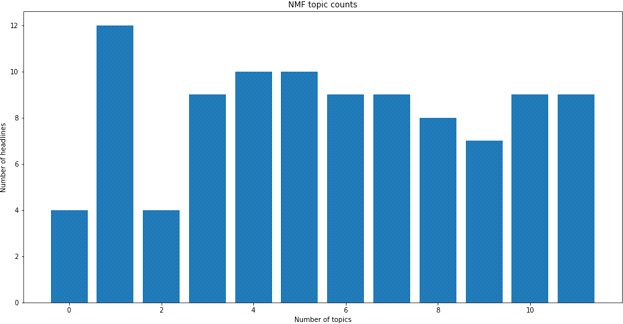 NMF topic counts
12
10
8
6
4
2
0
Number of headlines
0 2 4 6 8 10
Number of topics